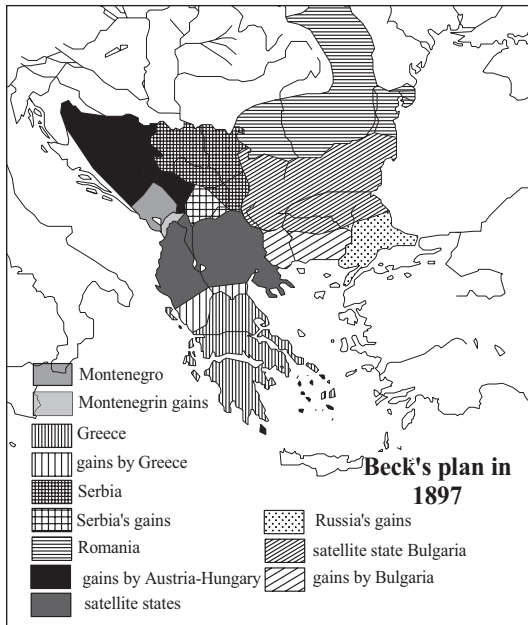 Montenegro
Montenegrin gains
Greece
gains by Greece
Serbia
Serbia's gains
Romania
gains by Austria-Hungary
satellite states
Beck's plan in
1897
Russia's gains
satellite state Bulgaria
gains by Bulgaria